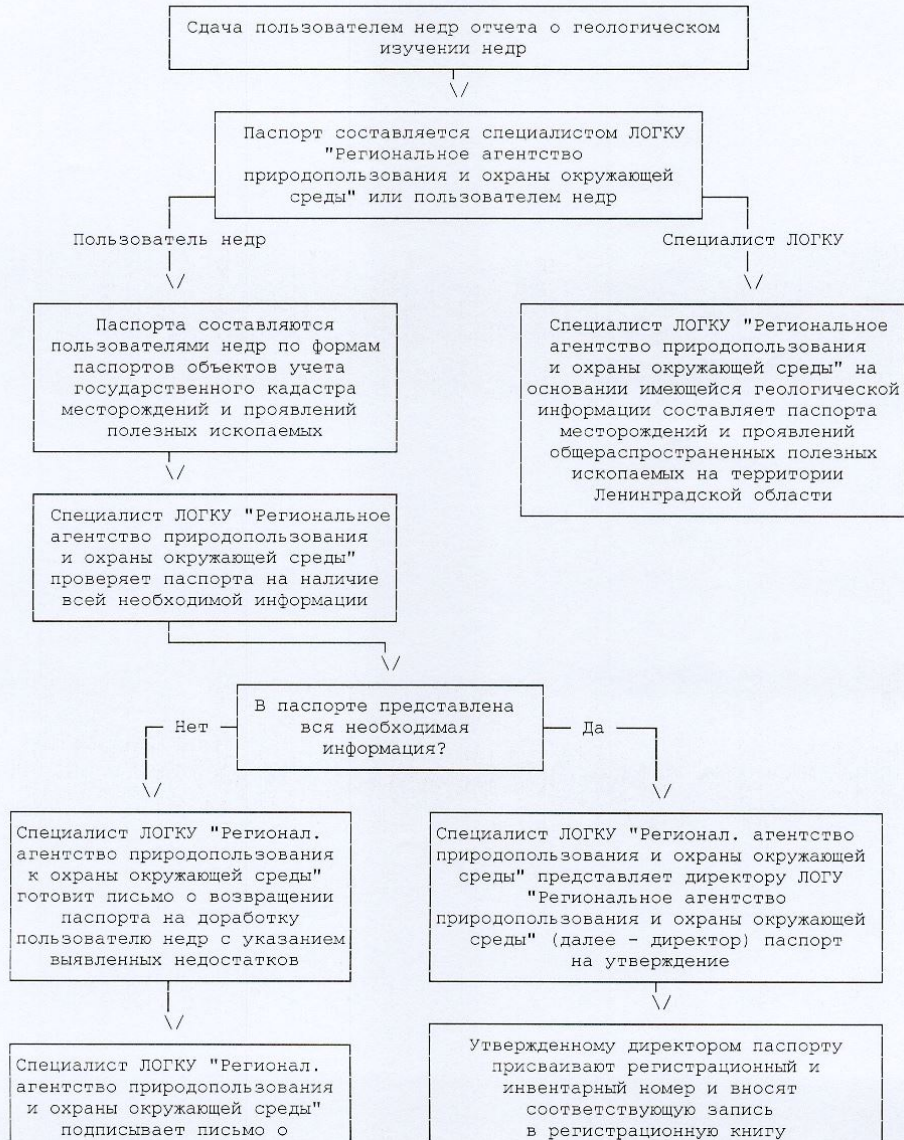 Сдача пользователем недр отчета о геологическом
изучении недр
Паспорт составляется специалистом ЛОГКУ
"Региональное агентство
природопользования и охраны окружающей
среды" или пользователем недр
Пользователь недр
Специалист ЛОГКУ
Паспорта составляются
пользователями недр по формам
паспортов объектов учета
государственного кадастра
месторождений и проявлений
полезных ископаемых
Специалист ЛОГКУ "Региональное
агентство природопользования
и охраны окружающей среды" на
основании имеющейся геологической
информации составляет паспорта
месторождений и проявлений
общераспространенных полезных
ископаемых на территории
Ленинградской области
Специалист ЛОГКУ "Региональное
агентство природопользования
и охраны окружающей среды"
проверяет паспорта на наличие
всей необходимой информации
В паспорте представлена
вся необходимая
информация?
Нет
Да
Специалист ЛОГКУ "Регионал.
агентство природопользования
к охраны окружающей среды"
готовит письмо о возвращении
паспорта на доработку
пользователю недр с указанием
выявленных недостатков
Специалист ЛОГКУ "Регионал. агентство
природопользования и охраны окружающей
среды" представляет директору ЛОГУ
"Региональное агентство
природопользования и охраны окружающей
среды" (далее - директор) паспорт
на утверждение
Специалист ЛОГКУ "Регионал.
агентство природопользования
и охраны окружающей среды"
подписывает письмо о
Утвержденному директором паспорту
присваивают регистрационный и
инвентарный номер и вносят
соответствующую запись
в регистрационную книгу